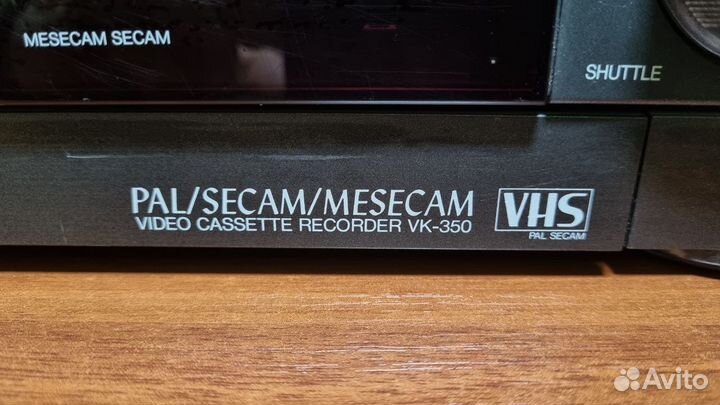 MESECAM SECAM
SHUTTLE
PAL/SECAM/MESECAM
VIDEO CASSETTE RECORDER VK-350
VHS
PAL SECAM
Avito